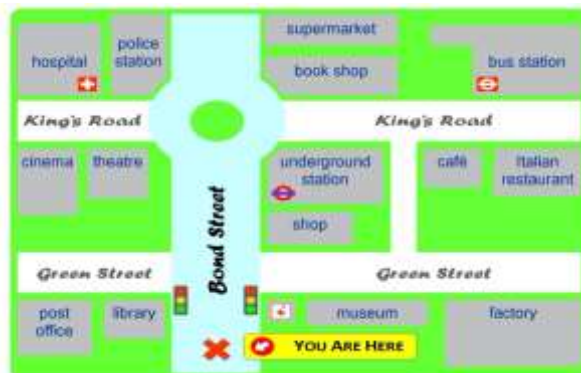 supermarket
police
station
hospital
book shop
bus station
King's Road
King's Road
cinema
theatre
underground
station
café
Italian
restaurant
Bond Street
shop
Green Street
Green Street
post
office
library
museum
factory
YOU ARE HERE